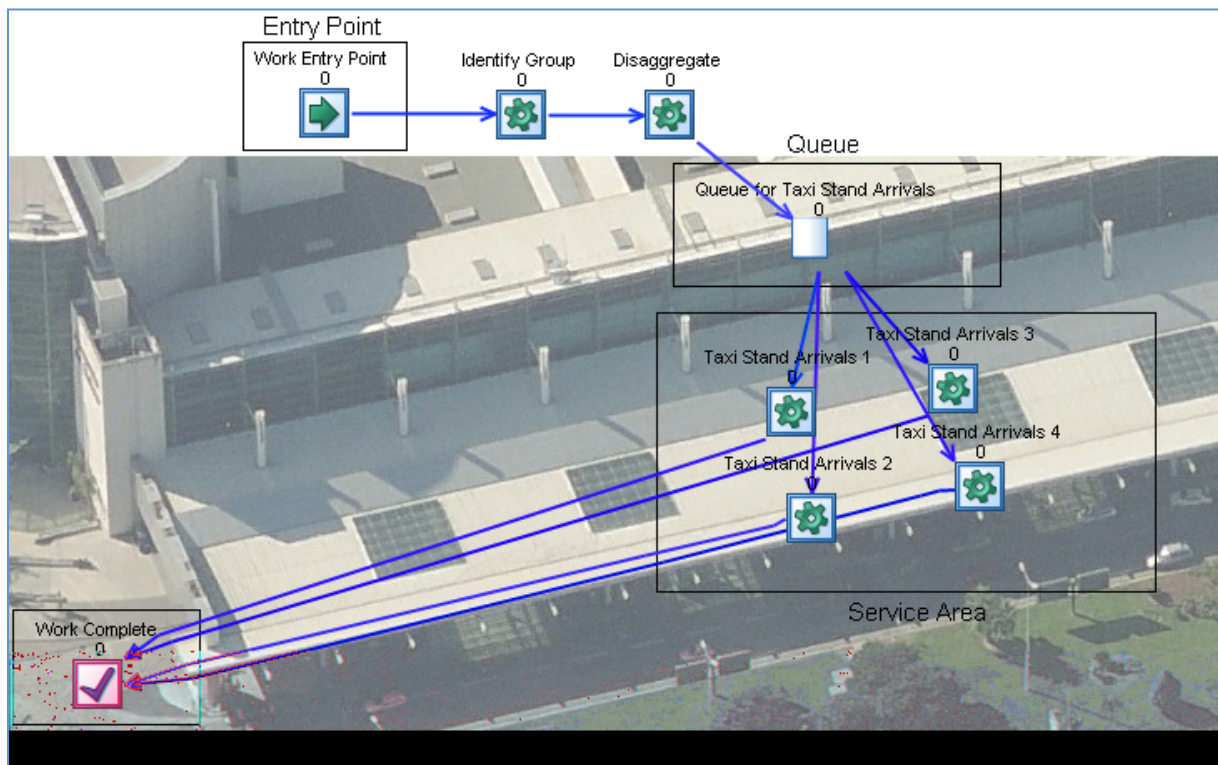 Entry Point
Work Entry Point
0
Identify Group
0
Disaggregate
0
Queue
Queue for Taxi Stand Arrivals
0
Taxi Stand Arrivals 3
0
Taxi Stand Arrivals 1
0
Taxi Stand Arrivals 4
0
Taxi Stand Arrivals 2
0
Service Area
Work Complete
0